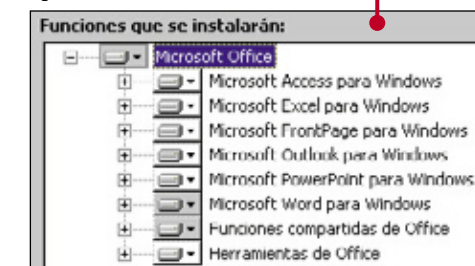 Funciones que se instalarán:
Microsoft Office
Microsoft Access para Windows
Microsoft Excel para Windows
Microsoft FrontPage para Windows
Microsoft Outlook para Windows
Microsoft PowerPoint para Windows
Microsoft Word para Windows
Funciones compartidas de Office
Herramientas de Office